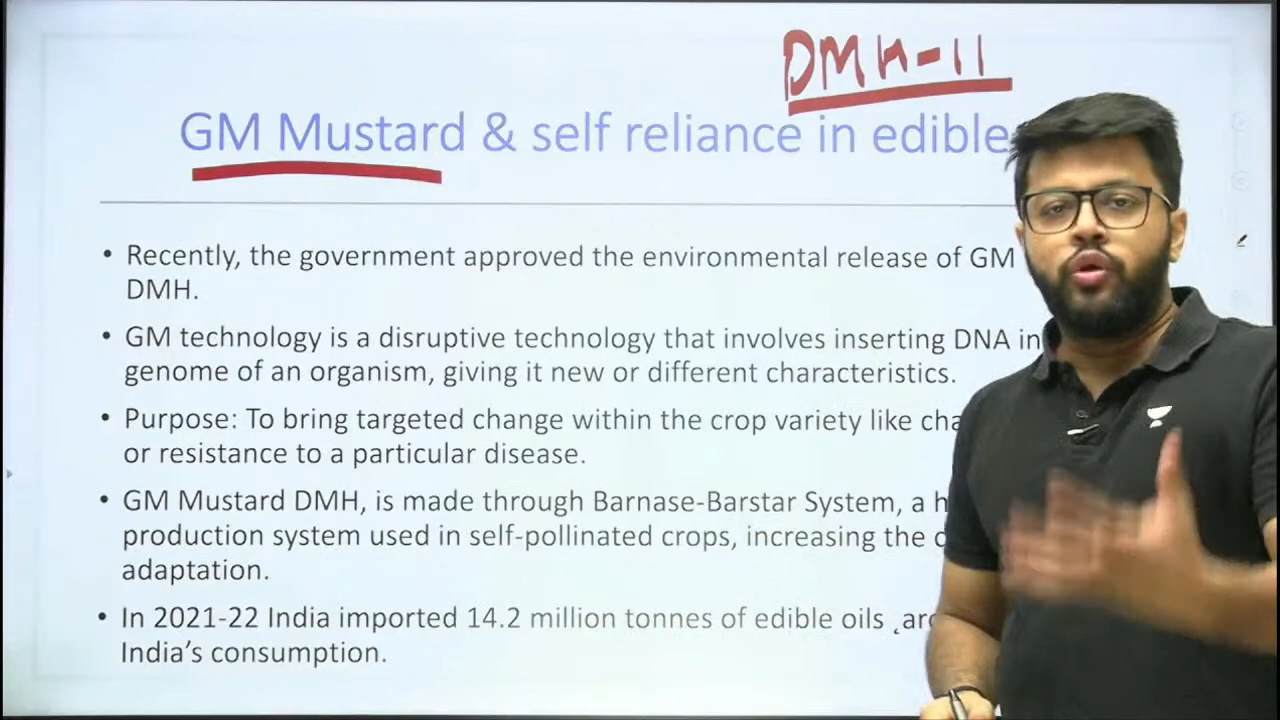 DMH-11
GM Mustard & self reliance in edible
• Recently, the government approved the environmental release of GM
DMH.
• GM technology is a disruptive technology that involves inserting DNA in
genome of an organism, giving it new or different characteristics.
• Purpose: To bring targeted change within the crop variety like
or resistance to a particular disease.
• GM Mustard DMH, is made through Barnase-Barstar System, a
production system used in self-pollinated crops, increasing the
adaptation.
• In 2021-22 India imported 14.2 million tonnes of edible oils
India's consumption.